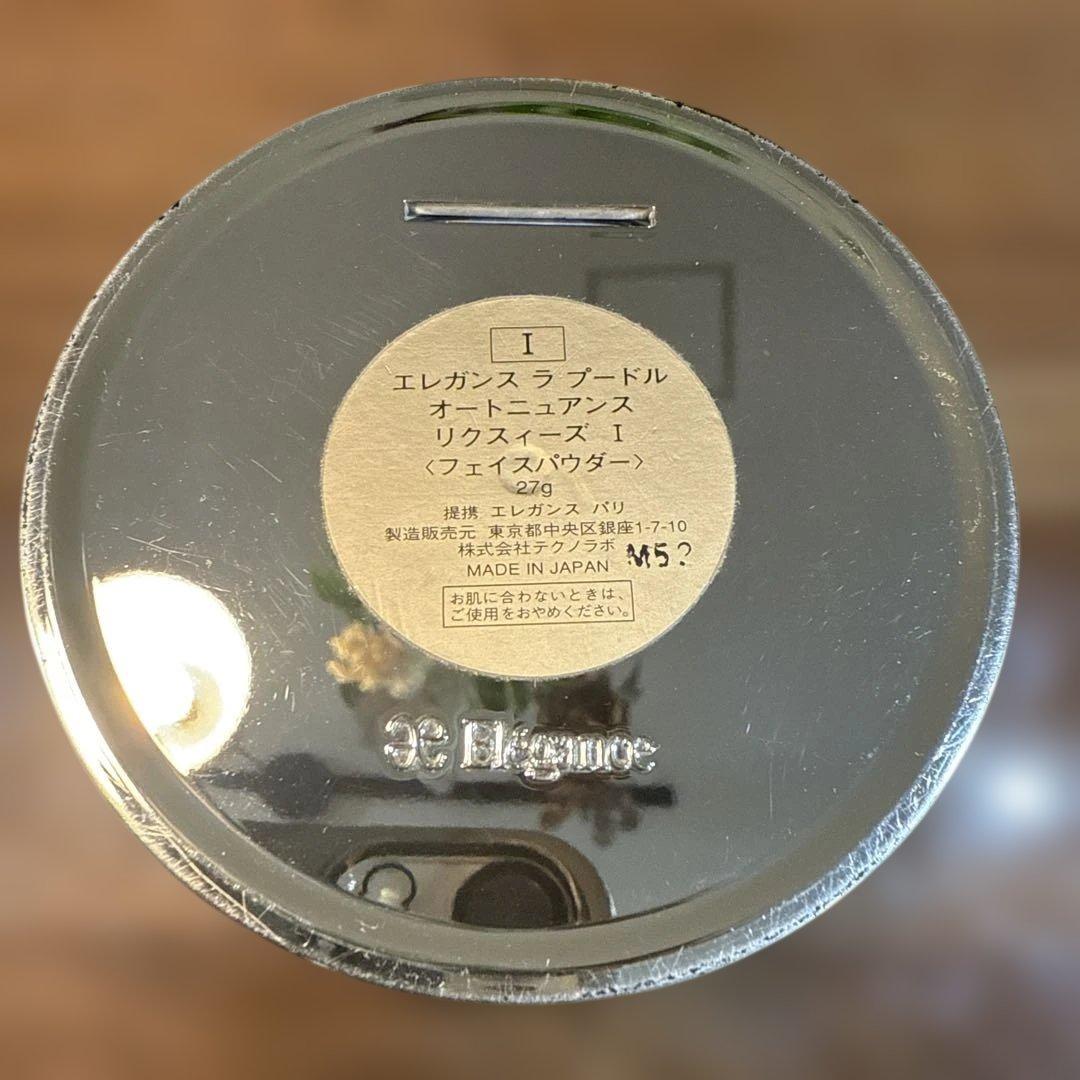 I
エレガンス ラ プードル
オートニュアンス
リクスィーズ I
〈フェイスパウダー〉
27g
提携 エレガンス パリ
製造販売元 東京都中央区銀座1-7-10
株式会社テクノラボ
MADE IN JAPAN
お肌に合わないときは、
ご使用をおやめください。
Elégance